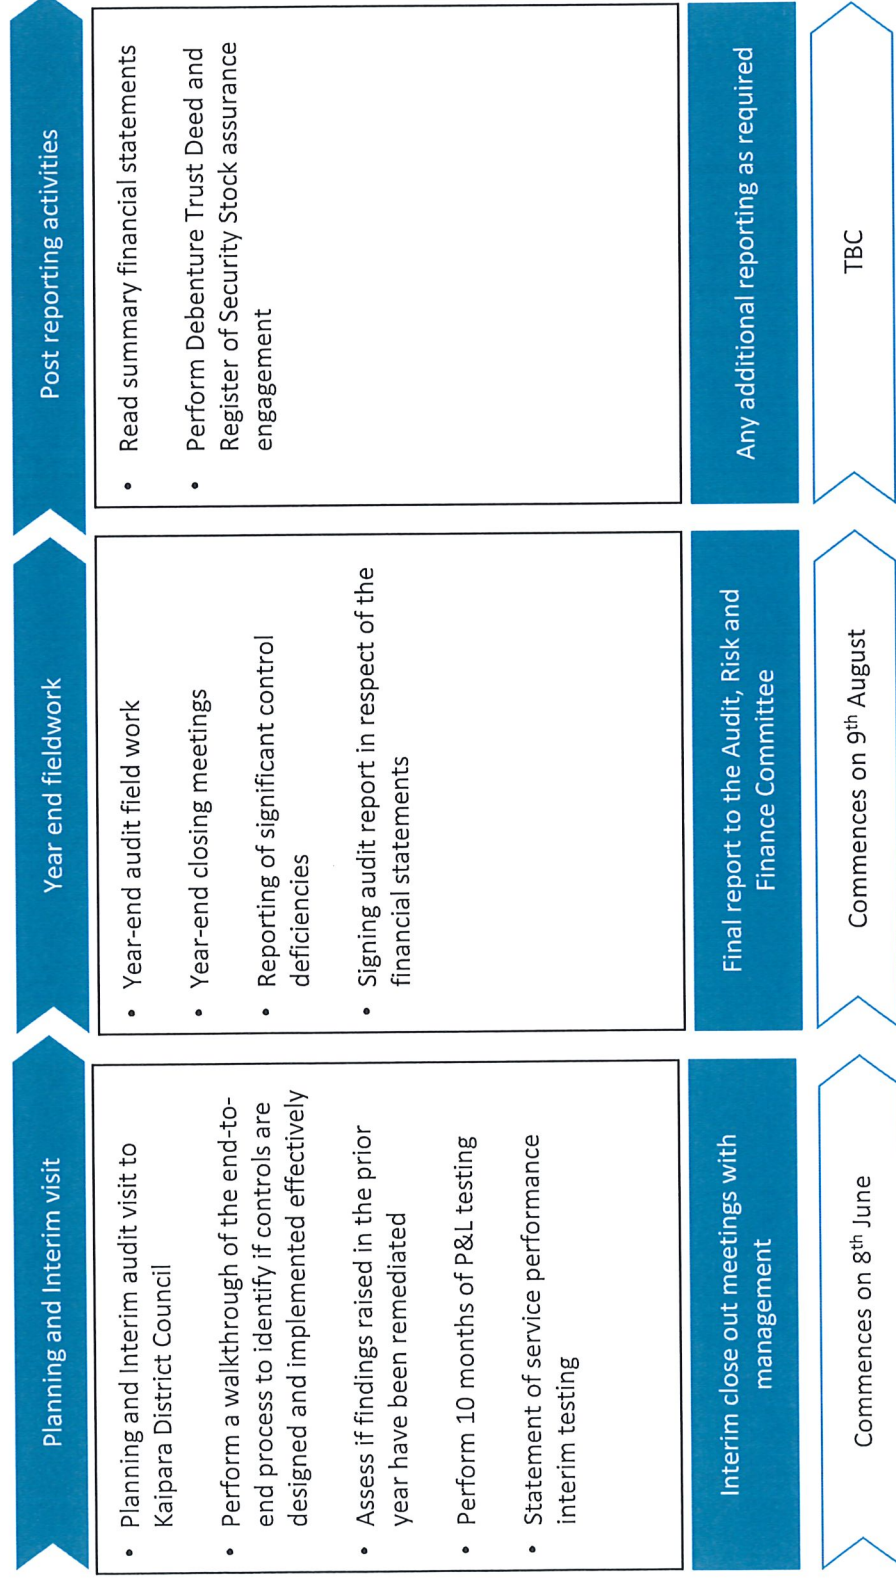 Planning and Interim visit
• Planning and Interim audit visit to
Kaipara District Council
• Perform a walkthrough of the end-to-
end process to identify if controls are
designed and implemented effectively
• Assess if findings raised in the prior
year have been remediated
• Perform 10 months of P&L testing
• Statement of service performance
interim testing
Interim close out meetings with
management
Commences on 8th June
Year end fieldwork
• Year-end audit field work
• Year-end closing meetings
• Reporting of significant control
deficiencies
• Signing audit report in respect of the
financial statements
Final report to the Audit, Risk and
Finance Committee
Commences on 9th August
Post reporting activities
• Read summary financial statements
• Perform Debenture Trust Deed and
Register of Security Stock assurance
engagement
Any additional reporting as required
TBC